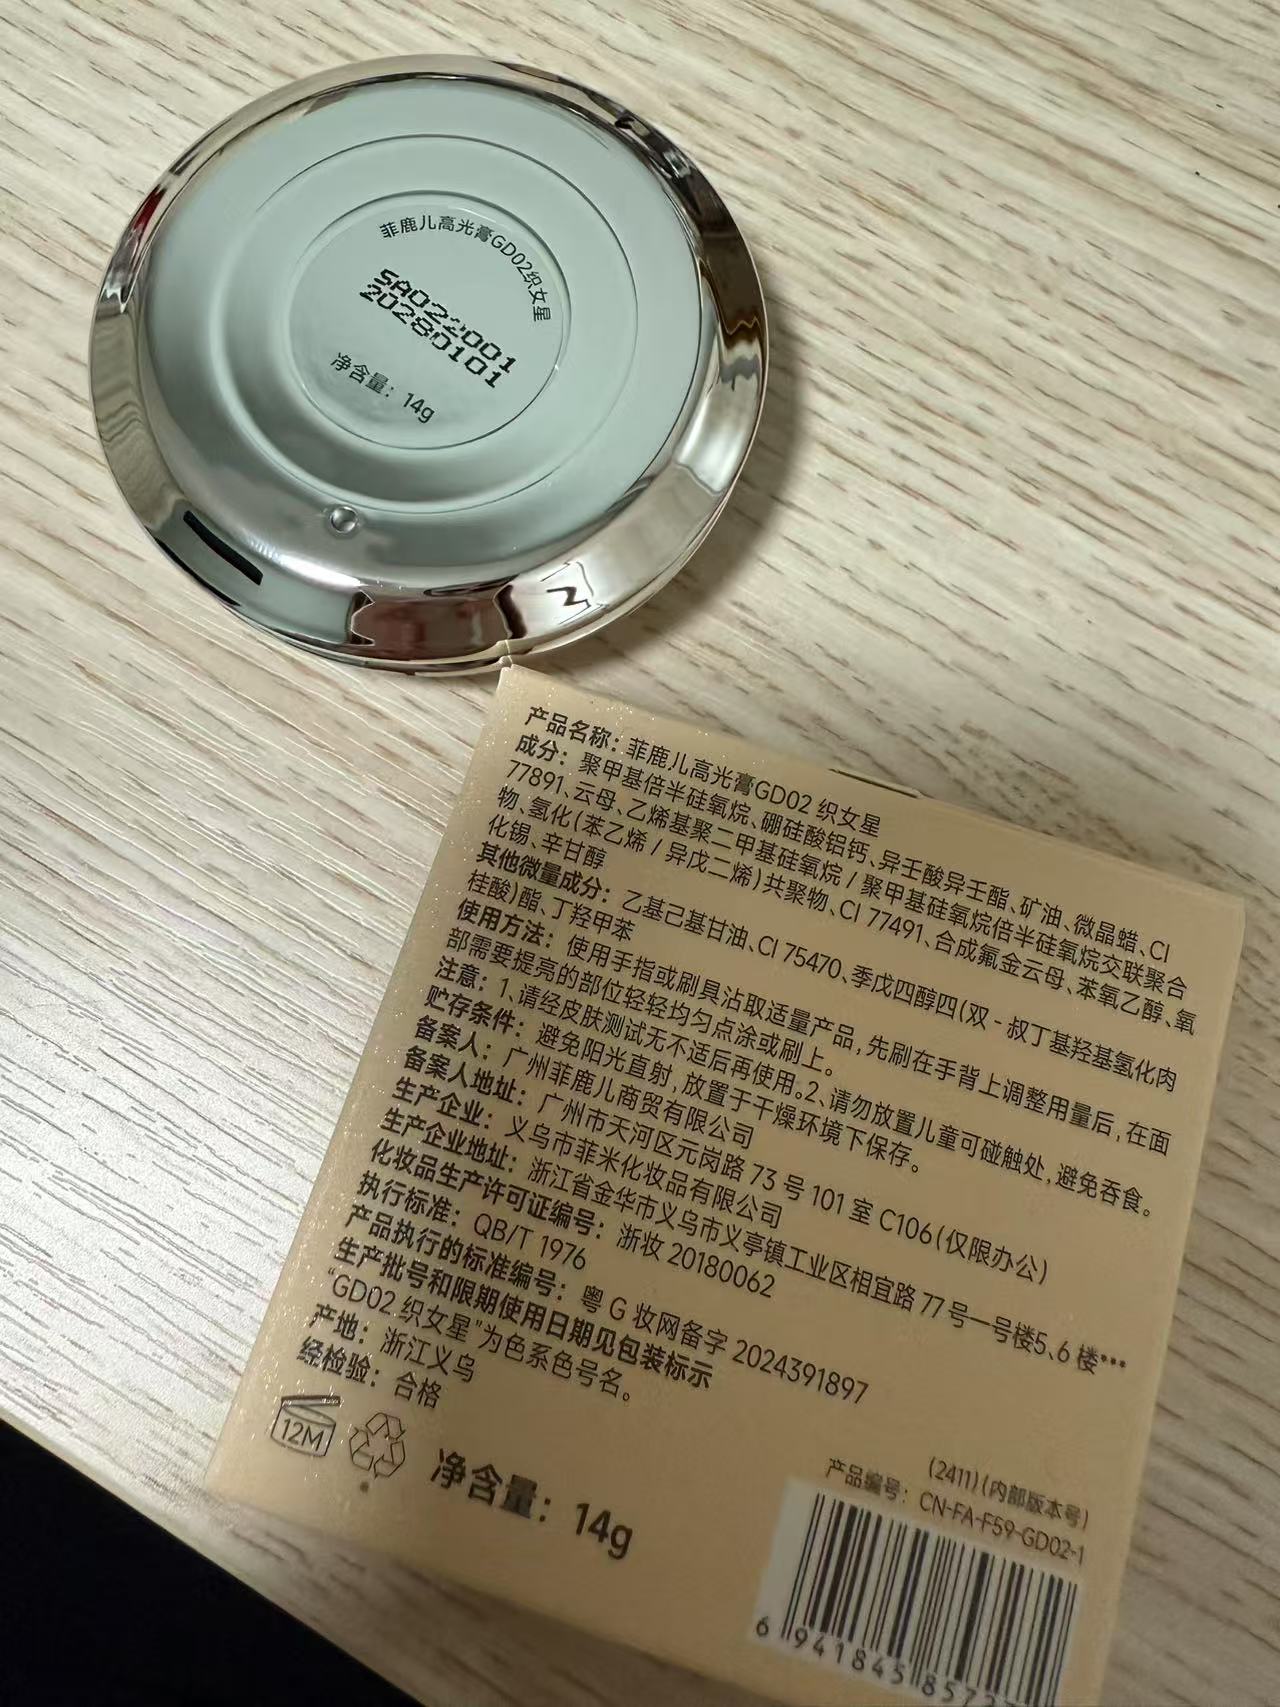 菲鹿儿高光膏GD02织女星
SA022001
20280101
净含量：14g
产品名称：菲鹿儿高光膏GD02 织女星
成分：聚甲基倍半硅氧烷、硼硅酸铝钙、异壬酸异壬酯、矿油、微晶蜡、CI
77891、云母、乙烯基聚二甲基硅氧烷/聚甲基硅氧烷倍半硅氧烷交联聚合
物、氢化(苯乙烯/异戊二烯)共聚物、CI 77491、合成氟金云母、苯氧乙醇、氧
化锡、辛甘醇
其他微量成分：乙基己基甘油、CI 75470、季戊四醇四(双-叔丁基羟基氢化肉
桂酸)酯、丁羟甲苯
使用方法：使用手指或刷具沾取适量产品,先刷在手背上调整用量后,在面
部需要提亮的部位轻轻均匀点涂或刷上。
注意：1、请经皮肤测试无不适后再使用。2、请勿放置儿童可碰触处,避免吞食。
贮存条件：避免阳光直射,放置于干燥环境下保存。
备案人：广州菲鹿儿商贸有限公司
备案人地址：广州市天河区元岗路 73 号 101 室 C106(仅限办公)
生产企业：义乌市菲米化妆品有限公司
生产企业地址：浙江省金华市义乌市义亭镇工业区相宜路 77 号一号楼5、6 楼***
化妆品生产许可证编号：浙妆 20180062
执行标准：QB/T 1976
产品执行的标准编号：粤 G 妆网备字 2024391897
生产批号和限期使用日期见包装标示
“GD02 织女星”为色系色号名。
产地：浙江义乌
经检验：合格
12M
净含量：14g
(2411)(内部版本号)
产品编号：CN-FA-F59-GD02-1
6 941845 857